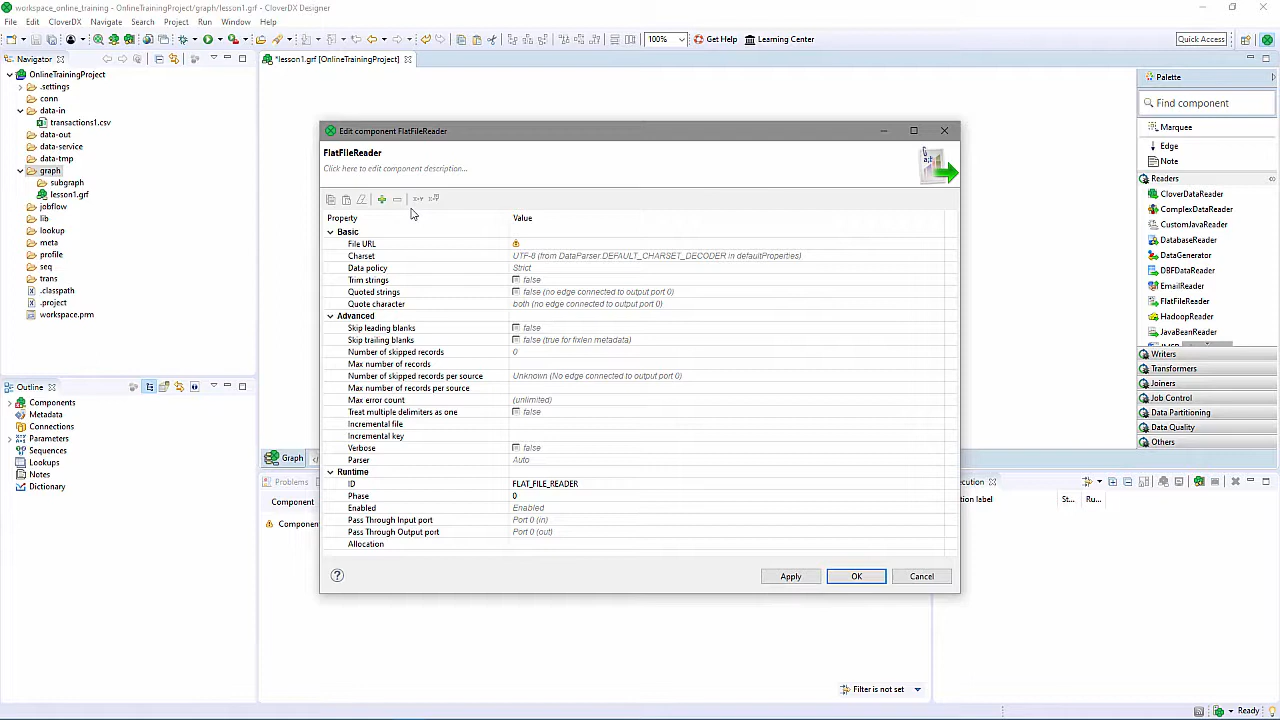 workspace_online_training - OnlineTrainingProject/graph/lesson1.grf - CloverDX Designer
File Edit CloverDX Navigate Search Project Run Window Help
100% Get Help Learning Center Quick Access
Navigator
OnlineTrainingProject
.settings
conn
data-in
transactions1.csv
data-out
data-service
data-tmp
graph
subgraph
lesson1.grf
jobflow
lib
lookup
meta
profile
seq
trans
.classpath
.project
workspace.prm
Outline
Components
Metadata
Connections
Parameters
Sequences
Lookups
Notes
Dictionary
*lesson1.grf [OnlineTrainingProject]
Edit component FlatFileReader
FlatFileReader
Click here to edit component description...
Property Value
Basic
File URL
Charset UTF-8 (from DataParser.DEFAULT_CHARSET_DECODER in defaultProperties)
Data policy Strict
Trim strings false
Quoted strings false (no edge connected to output port 0)
Quote character both (no edge connected to output port 0)
Advanced
Skip leading blanks false
Skip trailing blanks false (true for fixlen metadata)
Number of skipped records 0
Max number of records
Number of skipped records per source Unknown (No edge connected to output port 0)
Max number of records per source
Max error count (unlimited)
Treat multiple delimiters as one false
Incremental file
Incremental key
Verbose false
Parser Auto
Runtime
ID FLAT_FILE_READER
Phase 0
Enabled Enabled
Pass Through Input port Port 0 (in)
Pass Through Output port Port 0 (out)
Allocation
Apply OK Cancel
Palette
Find component
Marquee
Edge
Note
Readers
CloverDataReader
ComplexDataReader
CustomJavaReader
DatabaseReader
DataGenerator
DBFDataReader
EmailReader
FlatFileReader
HadoopReader
JavaBeanReader
Writers
Transformers
Joiners
Job Control
Data Partitioning
Data Quality
Others
Graph
Problems
Component
Componen
Filter is not set
ecution
tion label St... Ru...
Ready